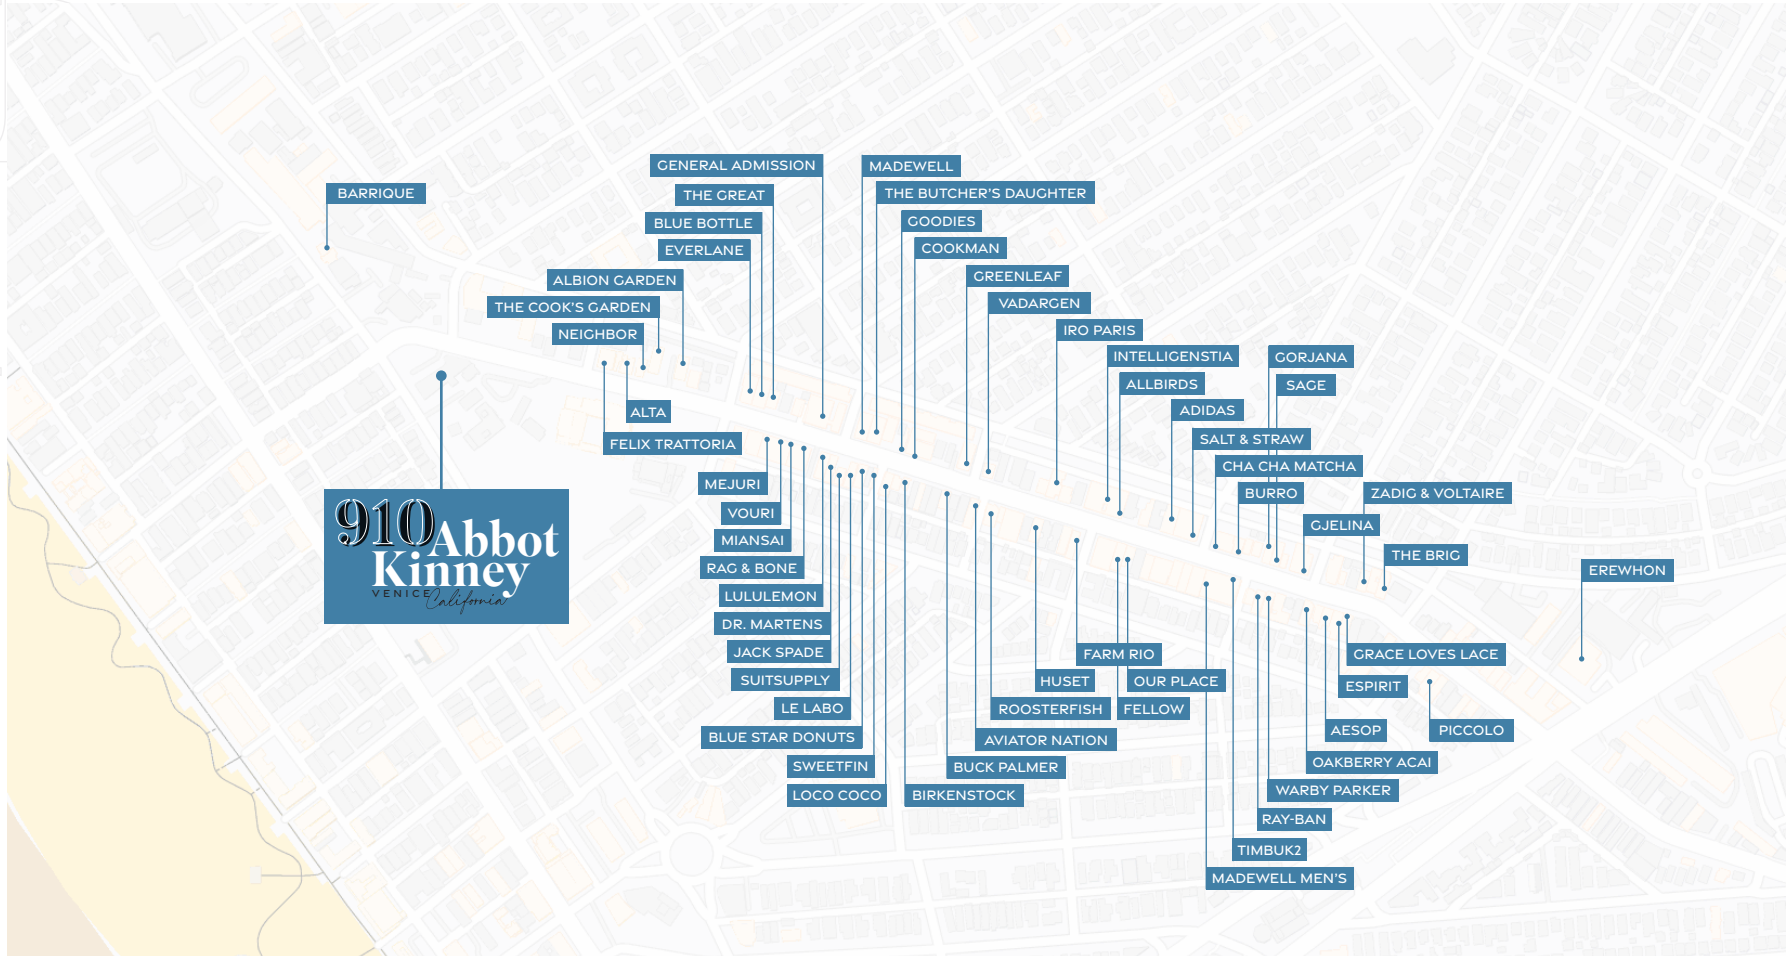 GENERAL ADMISSION
MADEWELL
BARRIQUE
THE GREAT
THE BUTCHER'S DAUGHTER
BLUE BOTTLE
GOODIES
EVERLANE
COOKMAN
ALBION GARDEN
GREENLEAF
THE COOK'S GARDEN
VADARGEN
NEIGHBOR
IRO PARIS
INTELLIGENSTIA
GORJANA
ALLBIRDS
SAGE
ALTA
ADIDAS
FELIX TRATTORIA
SALT & STRAW
CHA CHA MATCHA
MEJURI
BURRO
ZADIG & VOLTAIRE
VOURI
GJELINA
MIANSAI
THE BRIG
RAG & BONE
EREWHON
910 Abbot
Kinney
VENICE California
LULULEMON
DR. MARTENS
JACK SPADE
FARM RIO
GRACE LOVES LACE
SUITSUPPLY
HUSET
OUR PLACE
ESPIRIT
LE LABO
ROOSTERFISH
FELLOW
BLUE STAR DONUTS
AVIATOR NATION
AESOP
PICCOLO
SWEETFIN
BUCK PALMER
OAKBERRY ACAI
LOCO COCO
BIRKENSTOCK
WARBY PARKER
RAY-BAN
TIMBUK2
MADEWELL MEN'S